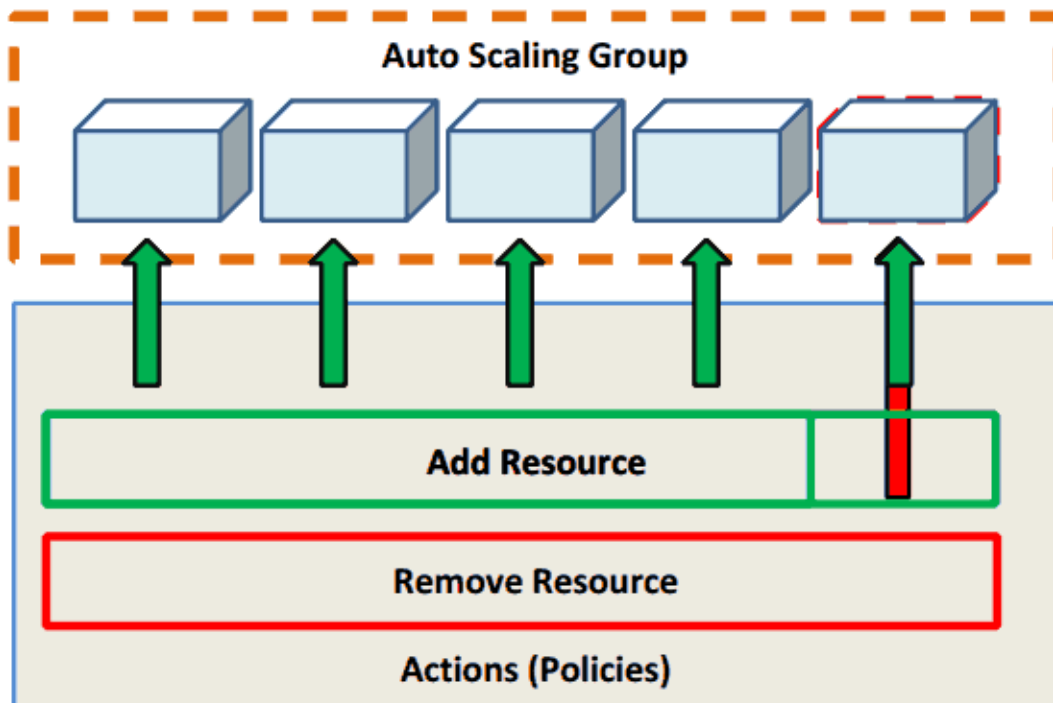 Auto Scaling Group
Add Resource
Remove Resource
Actions (Policies)